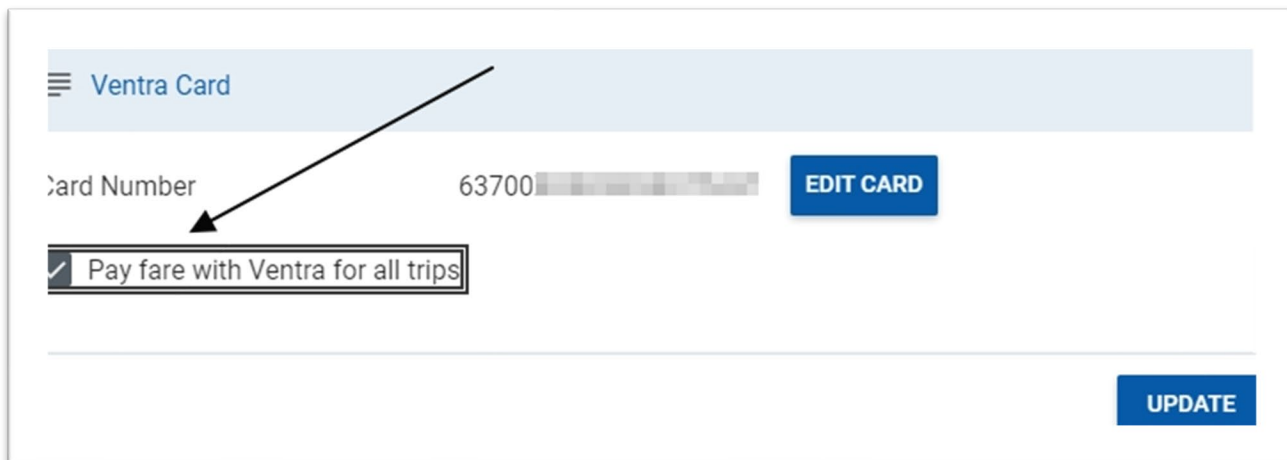 Ventra Card
Card Number 63700 EDIT CARD
Pay fare with Ventra for all trips
UPDATE